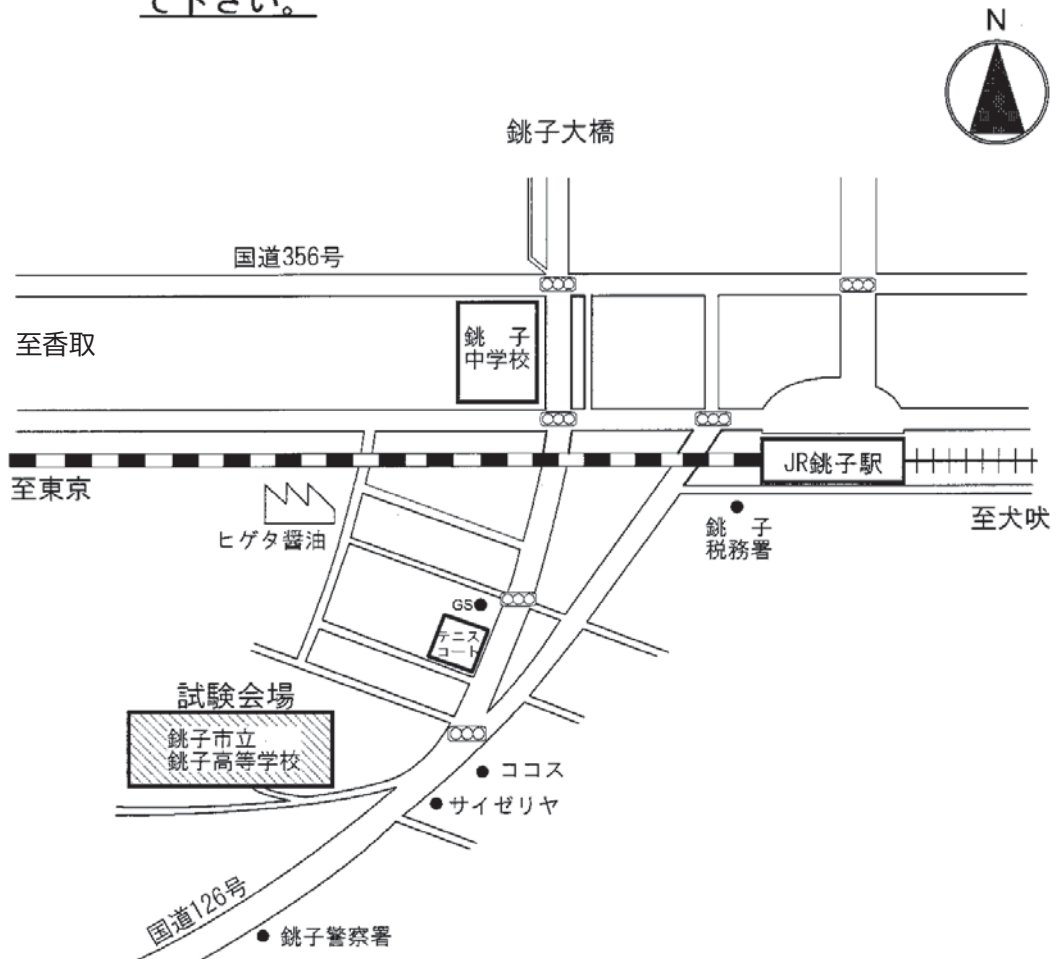 て下さい。
N
銚子大橋
国道356号
至香取
銚　子
中学校
JR銚子駅
至東京
至犬吠
ヒゲタ醤油
銚　子
税務署
GS
テニス
コート
試験会場
銚子市立
銚子高等学校
ココス
サイゼリヤ
国道126号
銚子警察署